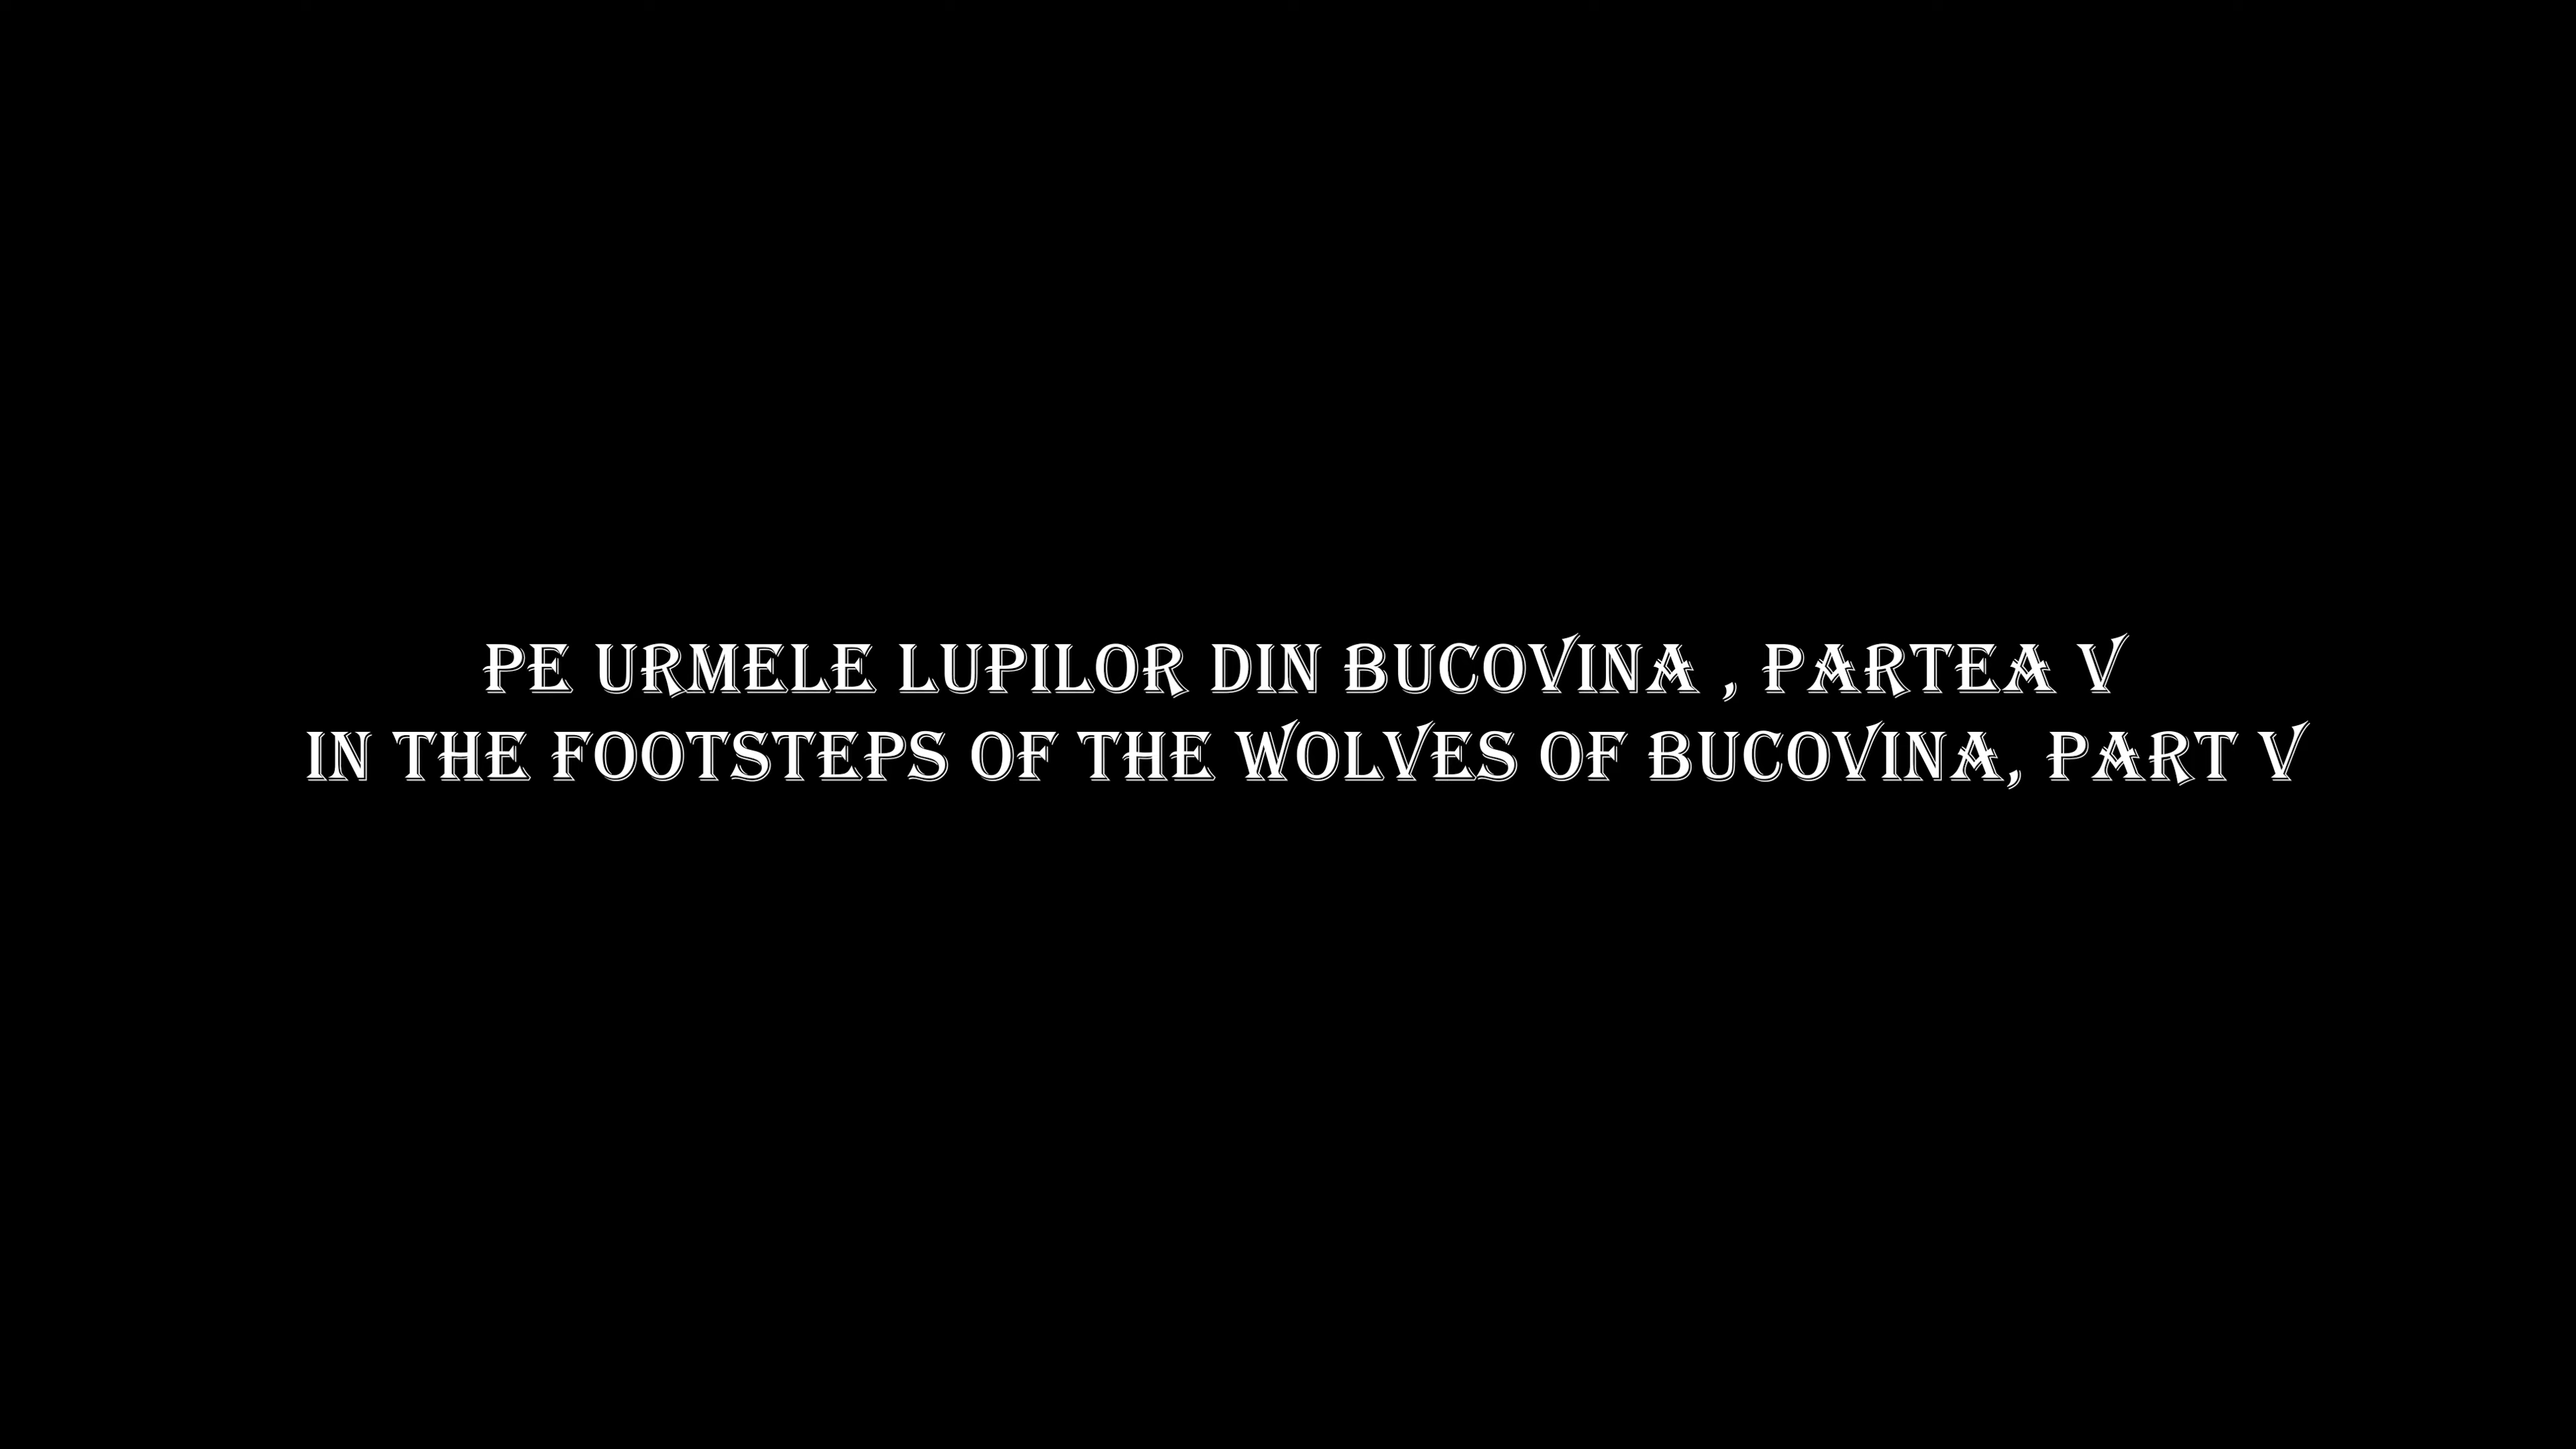 PE URMELE LUPILOR DIN BUCOVINA , PARTEA V
IN THE FOOTSTEPS OF THE WOLVES OF BUCOVINA, PART V